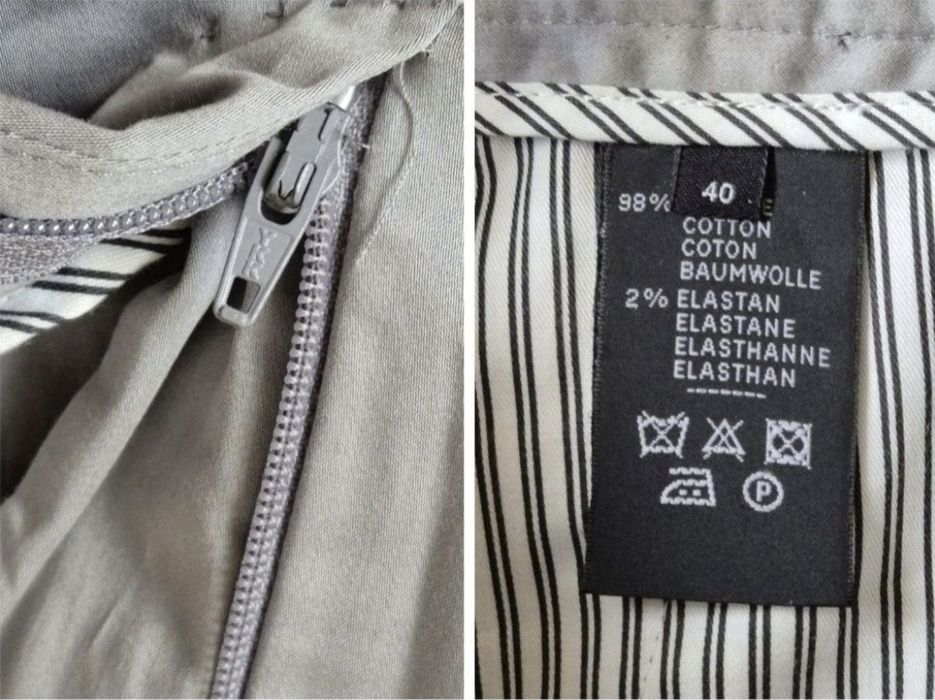 40
98%
COTTON
COTON
BAUMWOLLE
2% ELASTAN
ELASTANE
ELASTHANNE
ELASTHAN
P